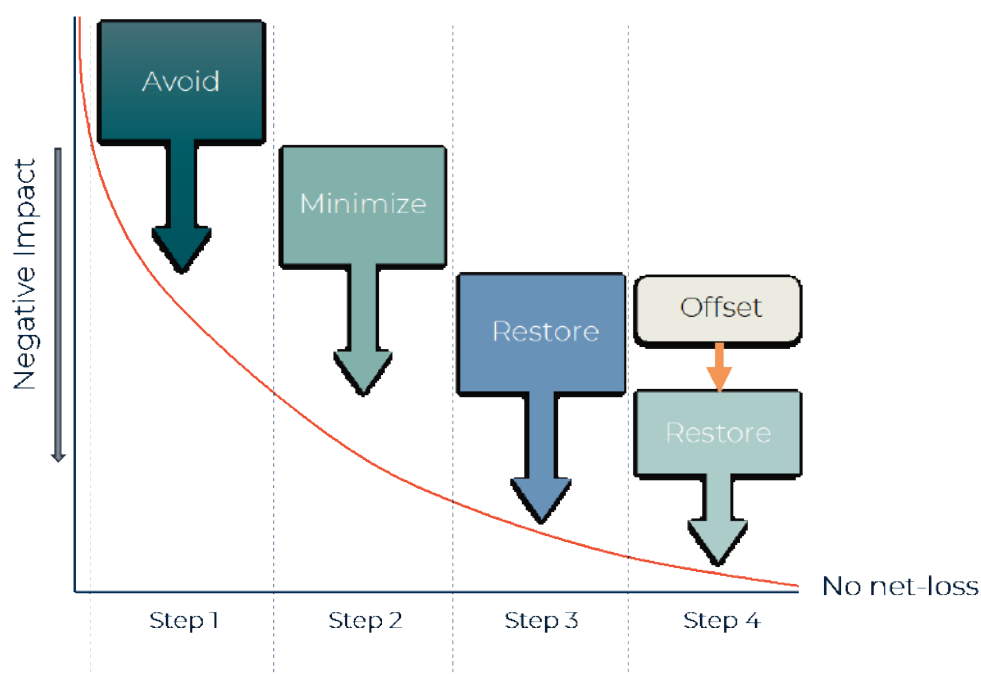 Avoid
Minimize
Restore
Offset
Restore
Negative Impact
No net-loss
Step 1
Step 2
Step 3
Step 4